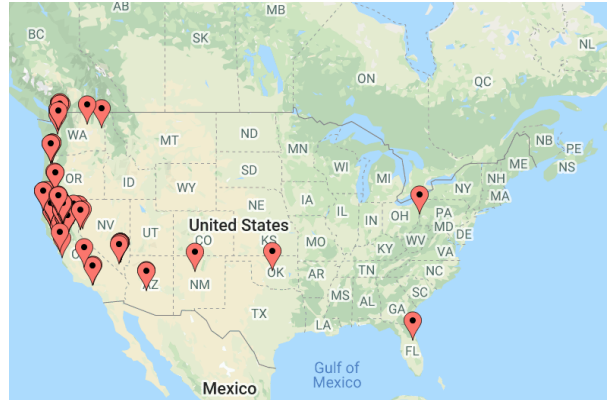 AB
MB
BC
SK
NL
ON
QC
WA
MT
ND
MN
NB
PE
ME
NS
OR
ID
SD
WI
MI
NH
NY
WY
MA
IA
NE
IL
IN
OH
PA
NV
UT
United States
CO
KS
MO
WV
MD
DE
KY
VA
C
AZ
NM
OK
AR
TN
NC
SC
MS
AL
GA
TX
LA
FL
Gulf of
Mexico
Mexico